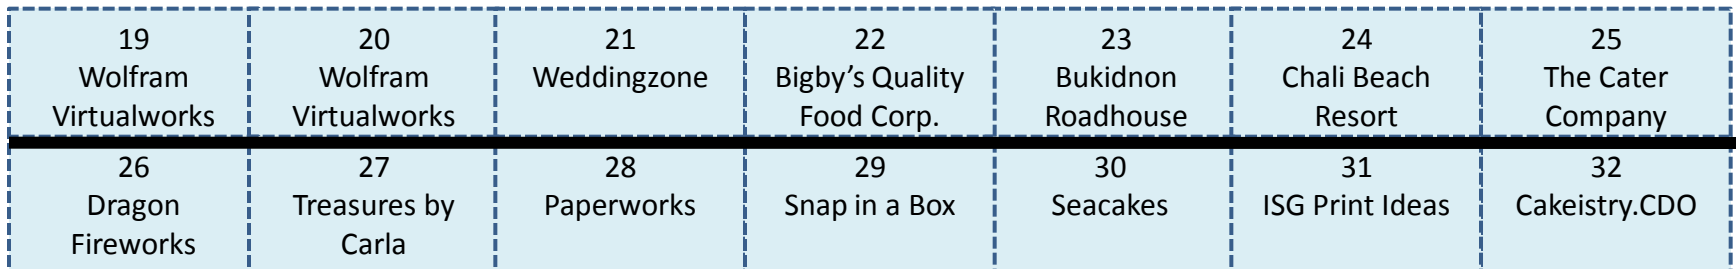 19
Wolfram
Virtualworks
20
Wolfram
Virtualworks
21
Weddingzone
22
Bigby’s Quality
Food Corp.
23
Bukidnon
Roadhouse
24
Chali Beach
Resort
25
The Cater
Company
26
Dragon
Fireworks
27
Treasures by
Carla
28
Paperworks
29
Snap in a Box
30
Seacakes
31
ISG Print Ideas
32
Cakeistry.CDO